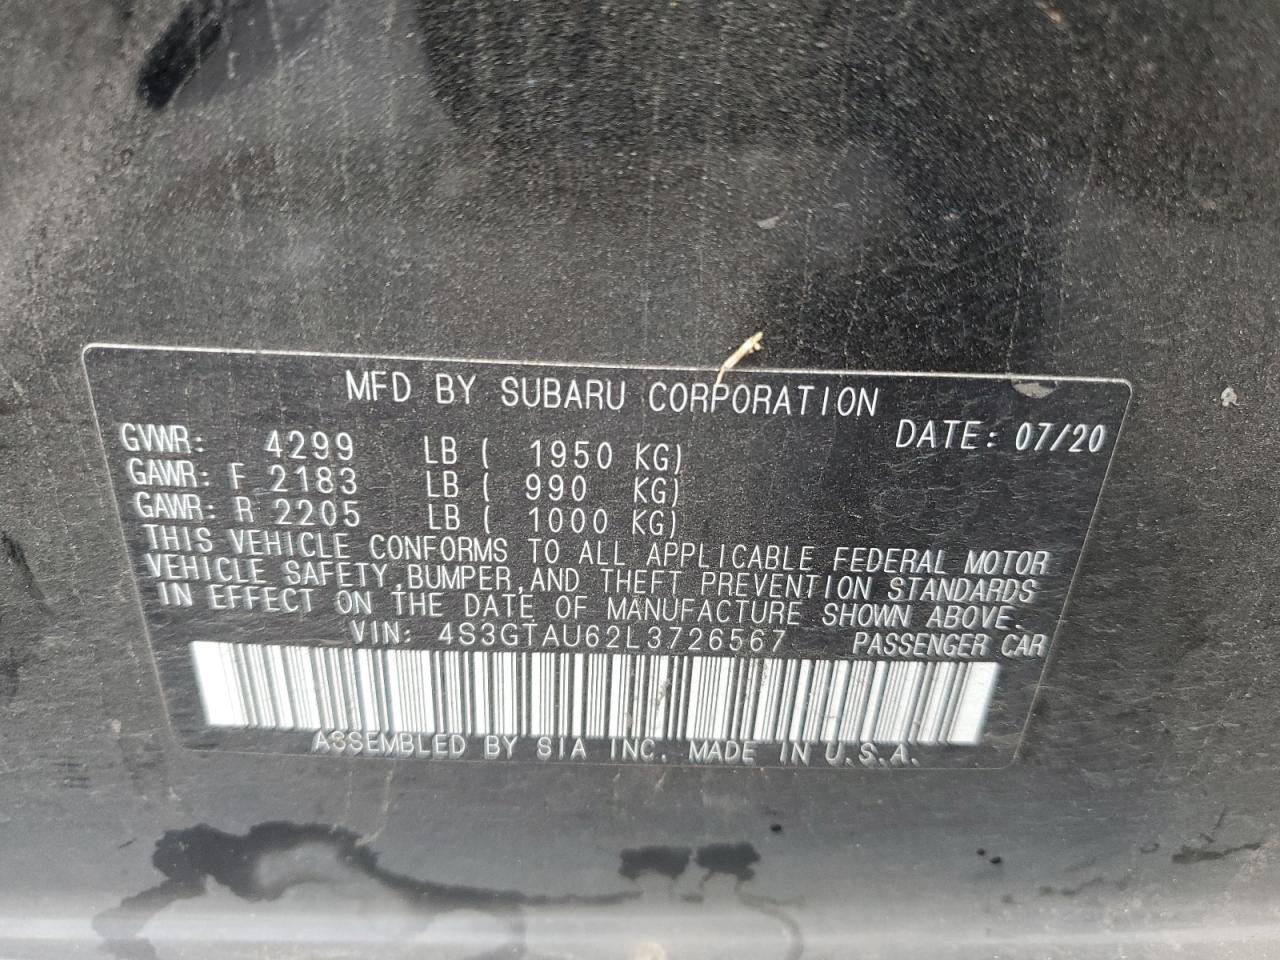 MFD BY SUBARU CORPORATION
DATE: 07/20
GVWR: 4299 LB ( 1950 KG)
GAWR: F 2183 LB ( 990 KG)
GAWR: R 2205 LB ( 1000 KG)
THIS VEHICLE CONFORMS TO ALL APPLICABLE FEDERAL MOTOR
VEHICLE SAFETY,BUMPER,AND THEFT PREVENTION STANDARDS
IN EFFECT ON THE DATE OF MANUFACTURE SHOWN ABOVE.
VIN: 4S3GTAU62L3726567 PASSENGER CAR
ASSEMBLED BY SIA INC. MADE IN U.S.A.